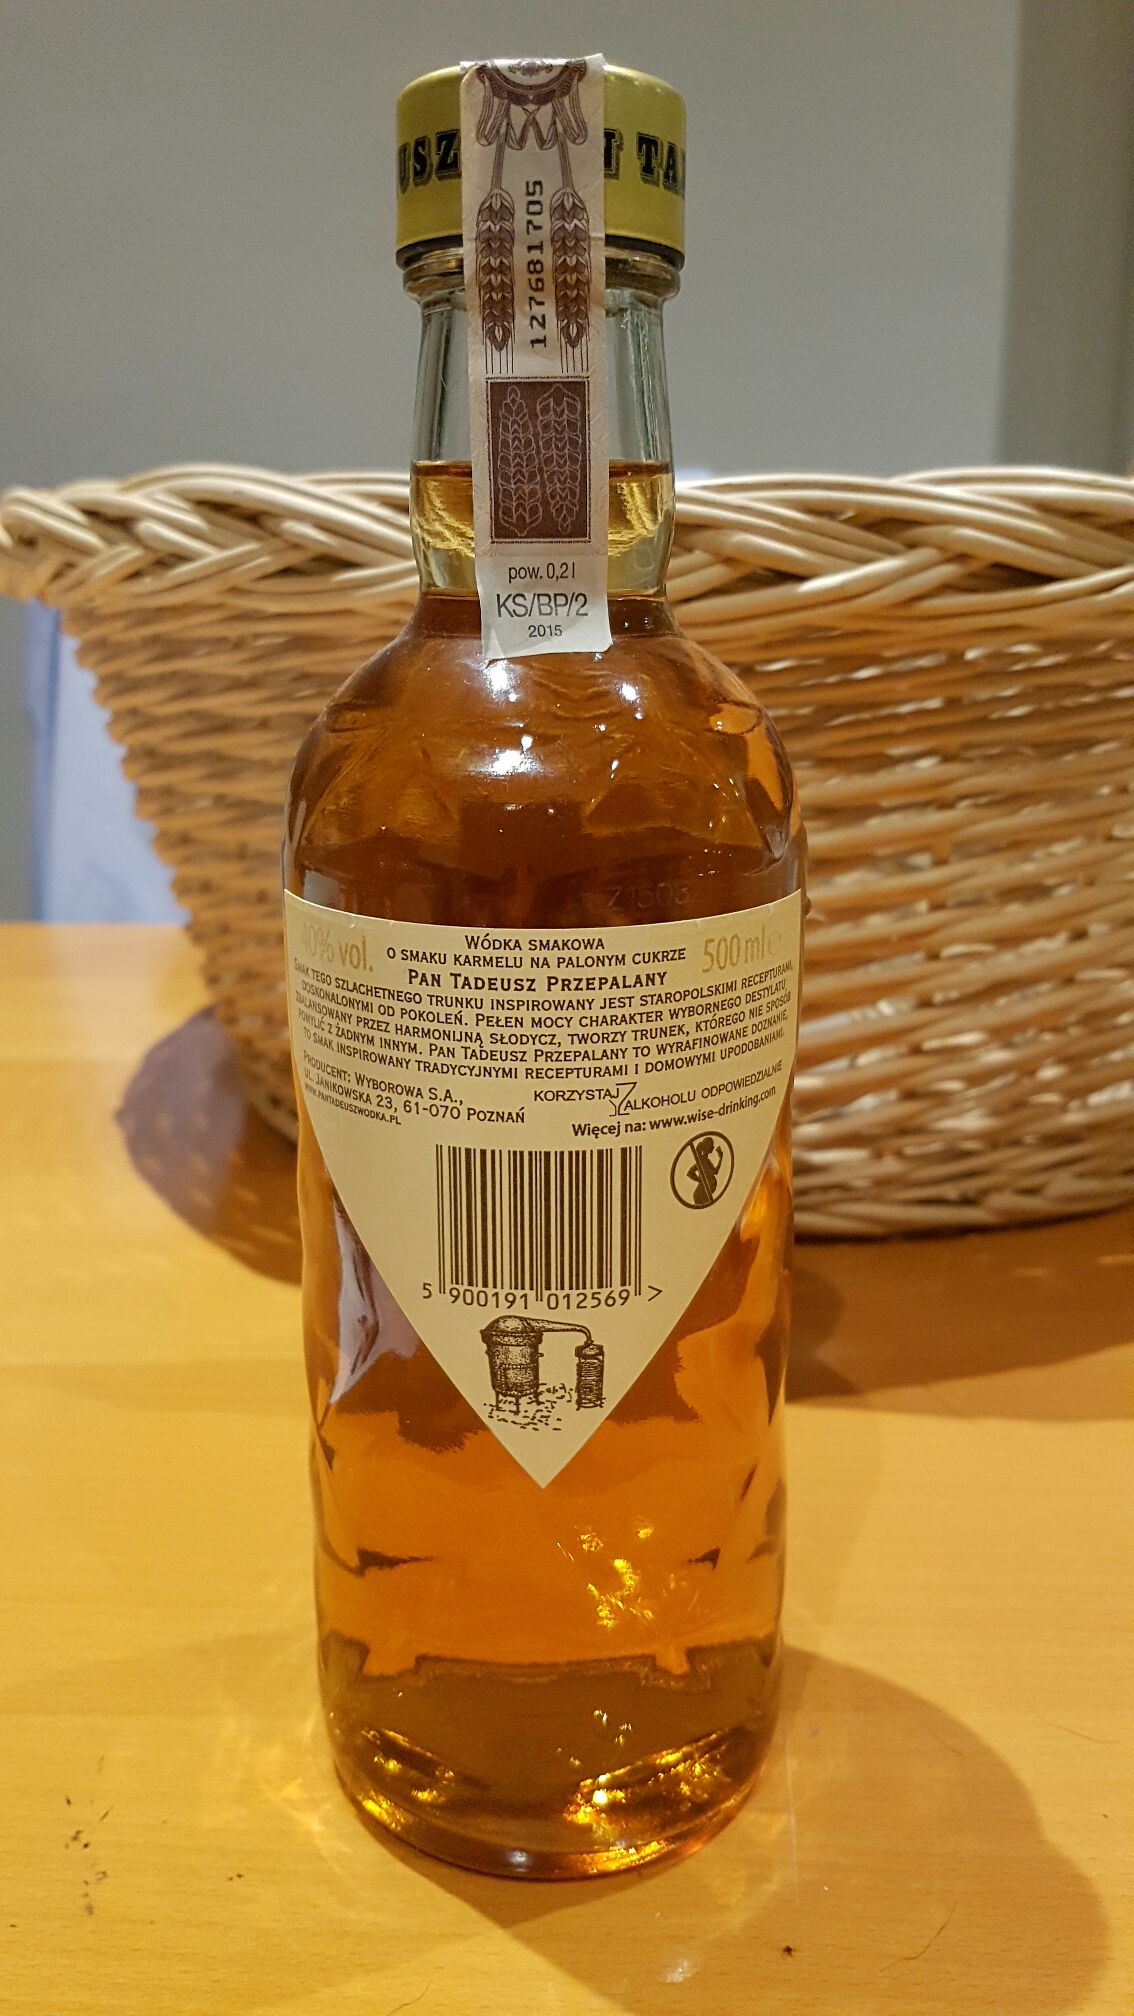 USZ
N TA
12768170S
pow. 0,2 l
KS/BP/2
2015
Z1503
40% vol.
WÓDKA SMAKOWA
O SMAKU KARMELU NA PALONYM CUKRZE
500 ml e
PAN TADEUSZ PRZEPALANY
SMAK TEGO SZLACHETNEGO TRUNKU INSPIROWANY JEST STAROPOLSKIMI RECEPTURAMI,
DOSKONALONYMI OD POKOLEŃ. PEŁEN MOCY CHARAKTER WYBORNEGO DESTYLATU,
ZBALANSOWANY PRZEZ HARMONIJNĄ SŁODYCZ, TWORZY TRUNEK, KTÓREGO NIE SPOSÓB
POMYLIĆ Z ŻADNYM INNYM. PAN TADEUSZ PRZEPALANY TO WYRAFINOWANE DOZNANIE,
TO SMAK INSPIROWANY TRADYCYJNYMI RECEPTURAMI I DOMOWYMI UPODOBANIAMI.
PRODUCENT: WYBOROWA S.A.,
UL. JANIKOWSKA 23, 61-070 POZNAŃ
WWW.PANTADEUSZWODKA.PL
KORZYSTAJ Z ALKOHOLU ODPOWIEDZIALNIE
Więcej na: www.wise-drinking.com
5 900191 012569 >